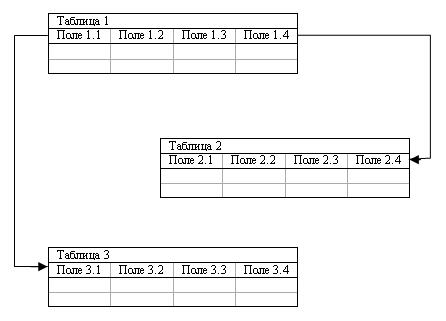 Таблица 1
Поле 1.1 Поле 1.2 Поле 1.3 Поле 1.4
Таблица 2
Поле 2.1 Поле 2.2 Поле 2.3 Поле 2.4
Таблица 3
Поле 3.1 Поле 3.2 Поле 3.3 Поле 3.4